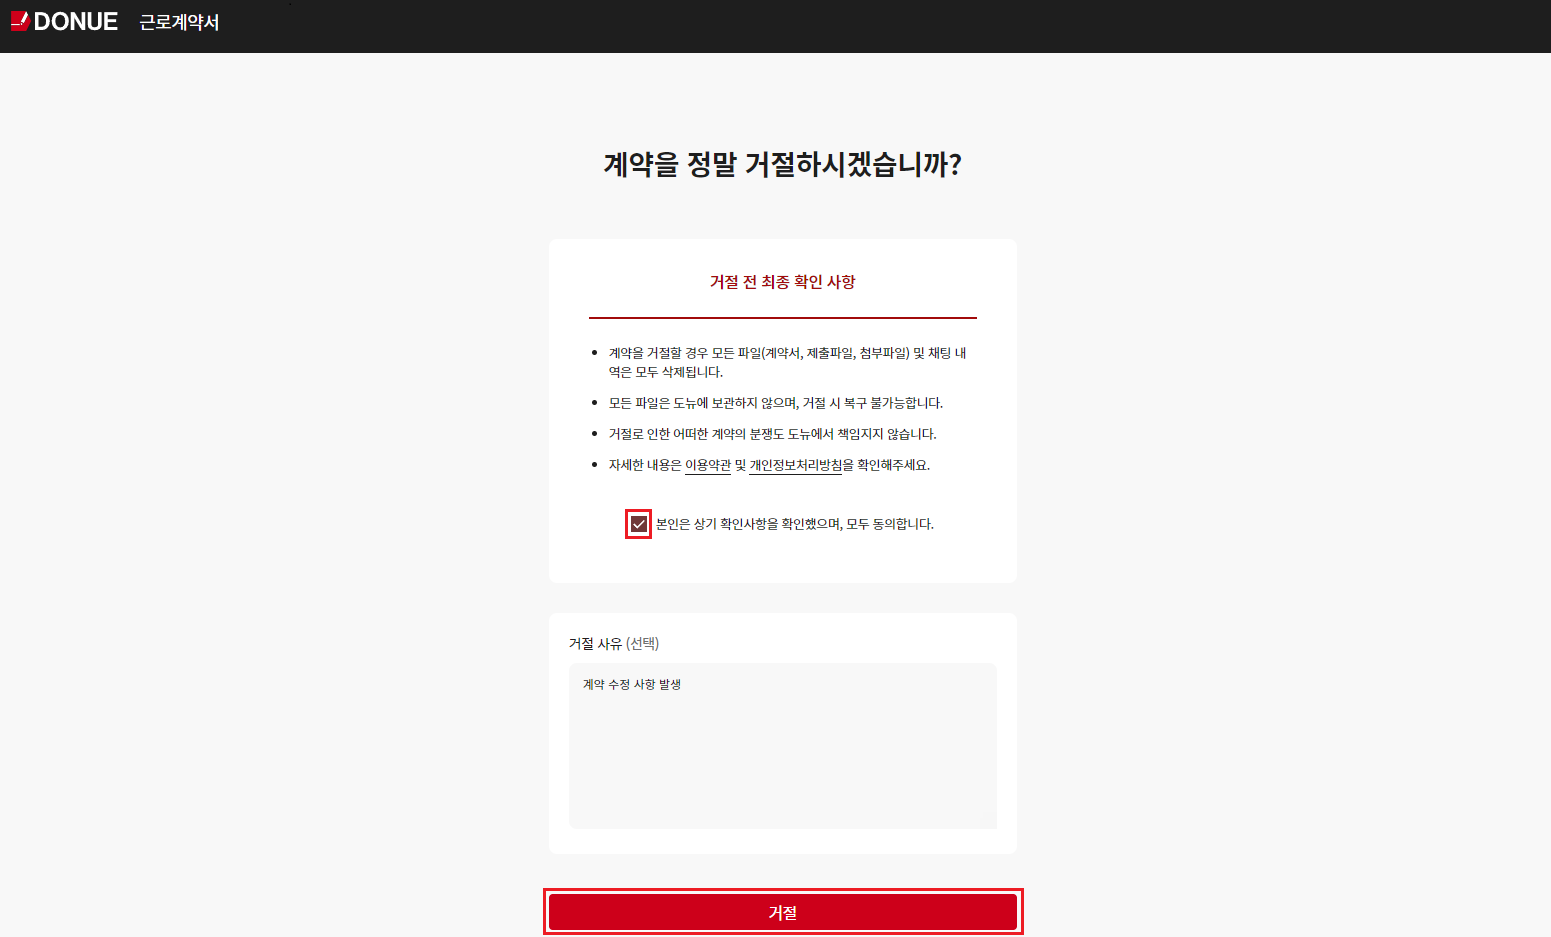 DONUE 근로계약서
계약을 정말 거절하시겠습니까?
거절 전 최종 확인 사항
계약을 거절할 경우 모든 파일(계약서, 제출파일, 첨부파일) 및 채팅 내
역은 모두 삭제됩니다.
모든 파일은 도뉴에 보관하지 않으며, 거절 시 복구 불가능합니다.
거절로 인한 어떠한 계약의 분쟁도 도뉴에서 책임지지 않습니다.
자세한 내용은 이용약관 및 개인정보처리방침을 확인해주세요.
본인은 상기 확인사항을 확인했으며, 모두 동의합니다.
거절 사유 (선택)
계약 수정 사항 발생
거절